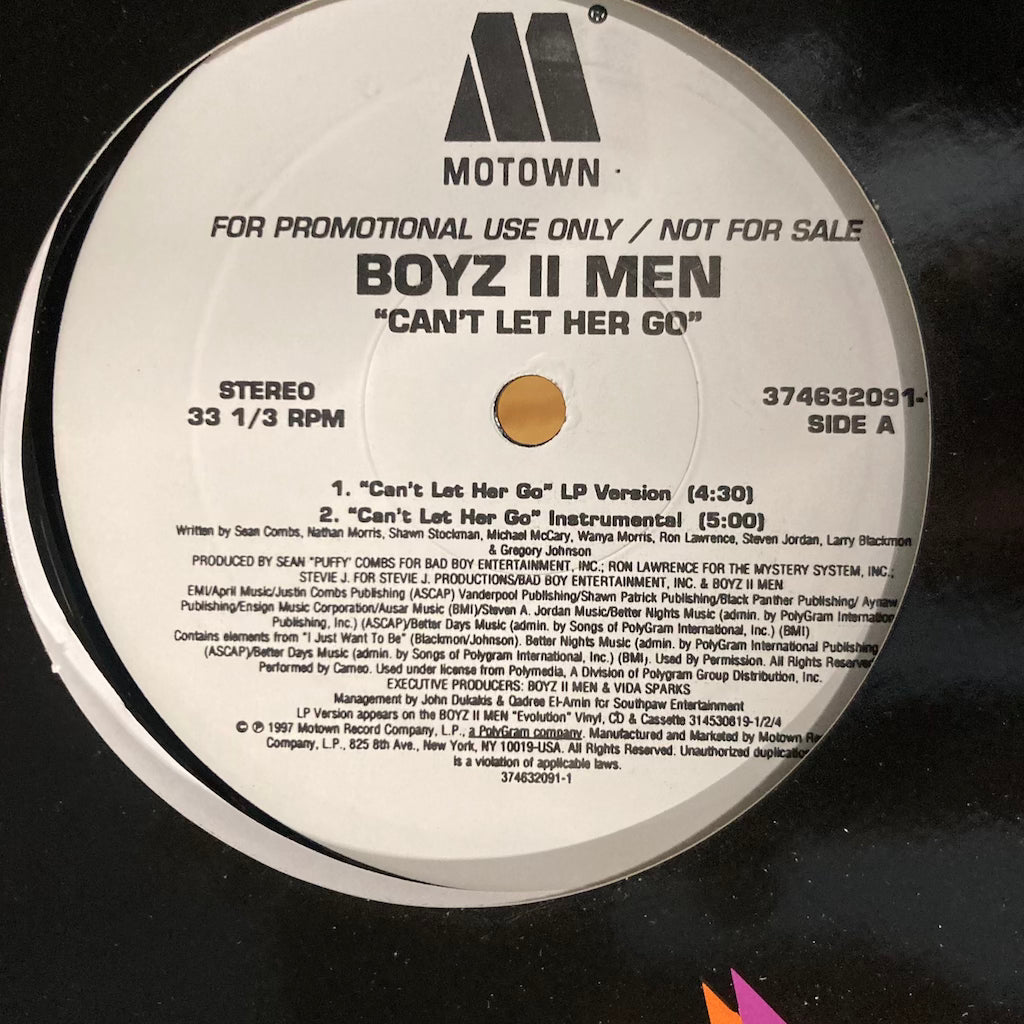 ®
MOTOWN
FOR PROMOTIONAL USE ONLY / NOT FOR SALE
BOYZ II MEN
"CAN'T LET HER GO"
STEREO
33 1/3 RPM
374632091-
SIDE A
1. "Can't Let Her Go" LP Version (4:30)
2. "Can't Let Her Go" Instrumental (5:00)
Written by Sean Combs, Nathan Morris, Shawn Stockman, Michael McCary, Wanya Morris, Ron Lawrence, Steven Jordan, Larry Blackmon
& Gregory Johnson
PRODUCED BY SEAN "PUFFY" COMBS FOR BAD BOY ENTERTAINMENT, INC.; RON LAWRENCE FOR THE MYSTERY SYSTEM, INC.;
STEVIE J. FOR STEVIE J. PRODUCTIONS/BAD BOY ENTERTAINMENT, INC. & BOYZ II MEN
EMI/April Music/Justin Combs Publishing (ASCAP) Vanderpool Publishing/Shawn Patrick Publishing/Black Panther Publishing/
Publishing/Ensign Music Corporation/Ausar Music (BMI)/Steven A. Jordan Music/Better Nights Music (admin. by PolyGram Internation
Publishing, Inc.) (ASCAP)/Better Days Music (admin. by Songs of PolyGram International, Inc.) (BMI)
Contains elements from "I Just Want To Be" (Blackmon/Johnson). Better Nights Music (admin. by PolyGram International Publishing
(ASCAP)/Better Days Music (admin. by Songs of Polygram International, Inc.) (BMI). Used By Permission. All Rights Reserve
Performed by Cameo. Used under license from Polymedia, A Division of Polygram Group Distribution, Inc.
EXECUTIVE PRODUCERS: BOYZ II MEN & VIDA SPARKS
Management by John Dukakis & Qadree El-Amin for Southpaw Entertainment
LP Version appears on the BOYZ II MEN "Evolution" Vinyl, CD & Cassette 314530819-1/2/4
© ℗ 1997 Motown Record Company, L.P., a PolyGram company. Manufactured and Marketed by Motown Re
Company, L.P., 825 8th Ave., New York, NY 10019-USA. All Rights Reserved. Unauthorized duplicatio
is a violation of applicable laws.
374632091-1